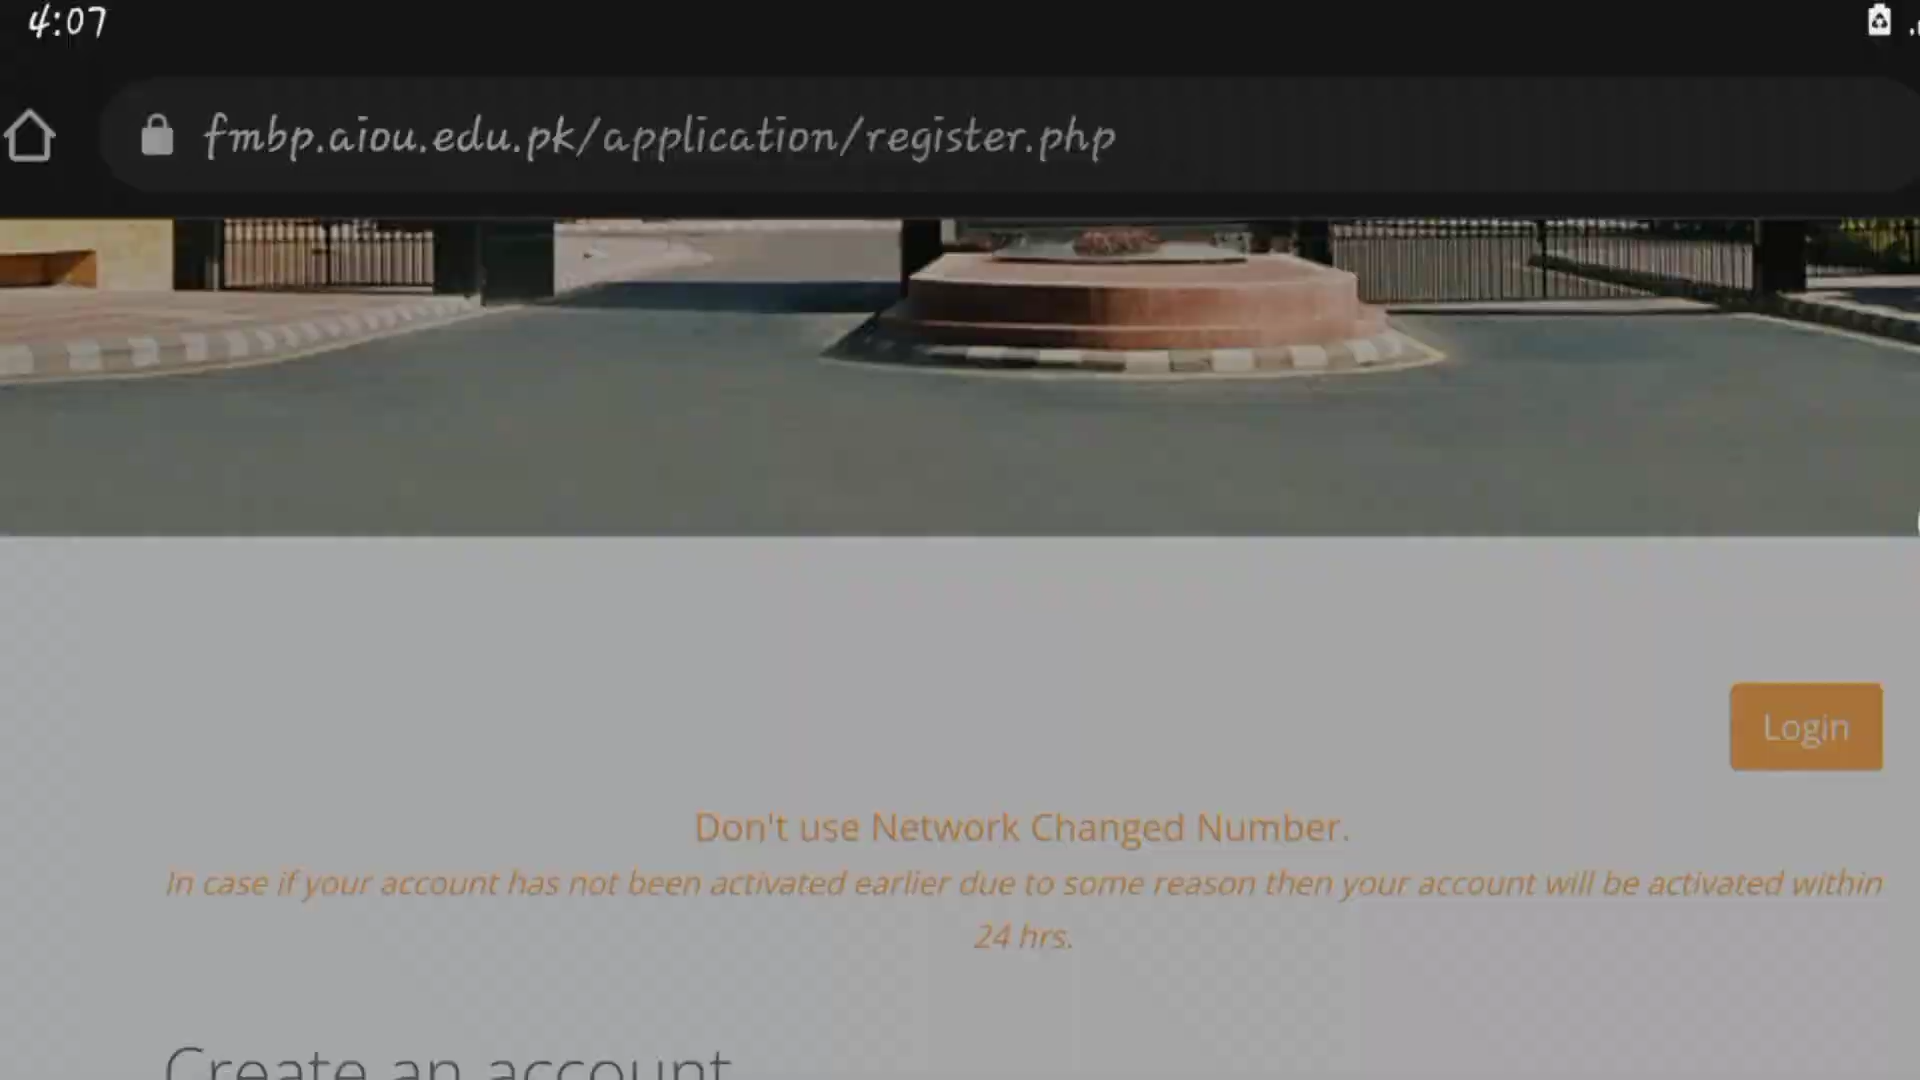 4:07
fmbp.aiou.edu.pk/application/register.php
Login
Don't use Network Changed Number.
In case if your account has not been activated earlier due to some reason then your account will be activated within
24 hrs.
Create an account